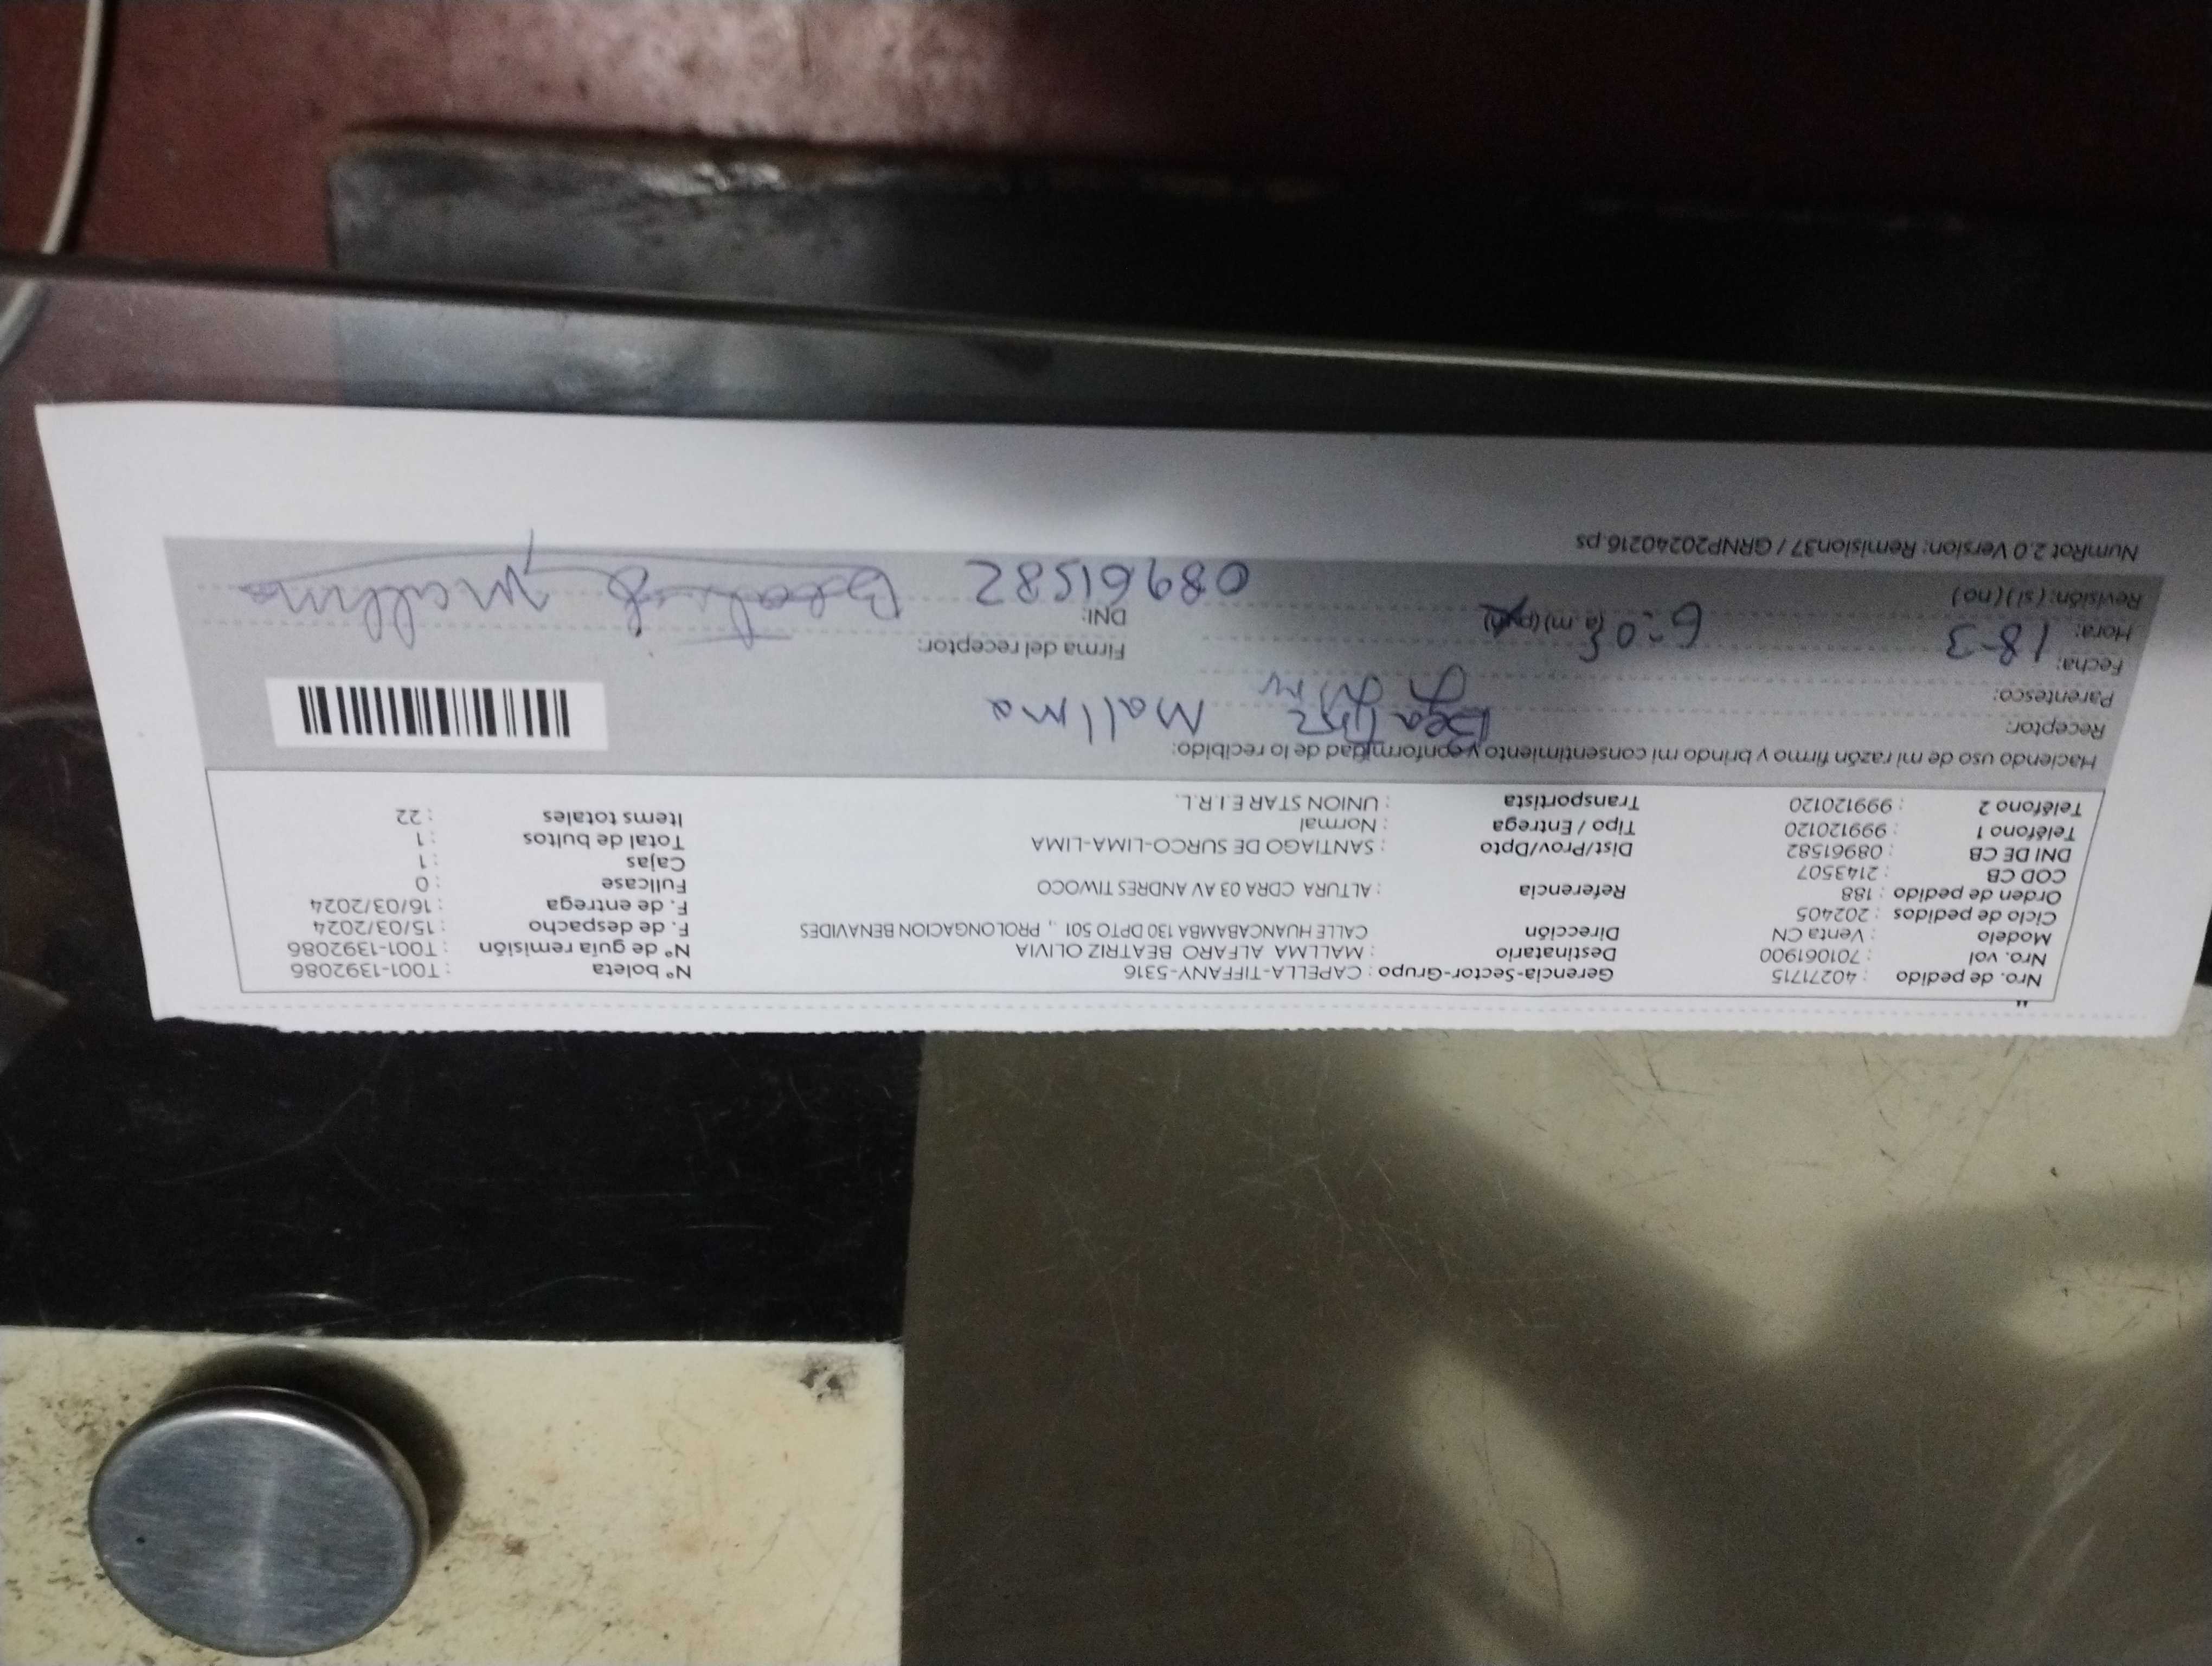 Nro. de pedido : 40271715 Gerencia-Sector-Grupo : CAPELLA-TIFFANY-5316 Nº boleta : T001-1392086
Nro. vol : 701061900 Destinatario : MALLMA ALFARO BEATRIZ OLIVIA Nº de guía remisión : T001-1392086
Modelo : Venta CN Dirección CALLE HUANCABAMBA 130 DPTO 501 ., PROLONGACION BENAVIDES F. de despacho : 15/03/2024
Ciclo de pedidos : 202405 F. de entrega : 16/03/2024
Orden de pedido : 188 Referencia : ALTURA CDRA 03 AV ANDRES TIWOCO Fullcase : 0
COD CB : 2143507 Cajas : 1
DNI DE CB : 08961582 Dist/Prov/Dpto : SANTIAGO DE SURCO-LIMA-LIMA Total de bultos : 1
Teléfono 1 : 999120120 Tipo / Entrega : Normal Items totales : 22
Teléfono 2 : 999120120 Transportista : UNION STAR E.I.R.L.
Haciendo uso de mi razón firmo y brindo mi consentimiento y conformidad de lo recibido:
Receptor: Beatriz Mallma
Parentesco:
Fecha: 18-3 Firma del receptor:
Hora: (a.m)(pm) DNI: 08961582
Revisión: (si) (no)
NumRot 2.0 Version: Remision37 / GRNP20240216.ps